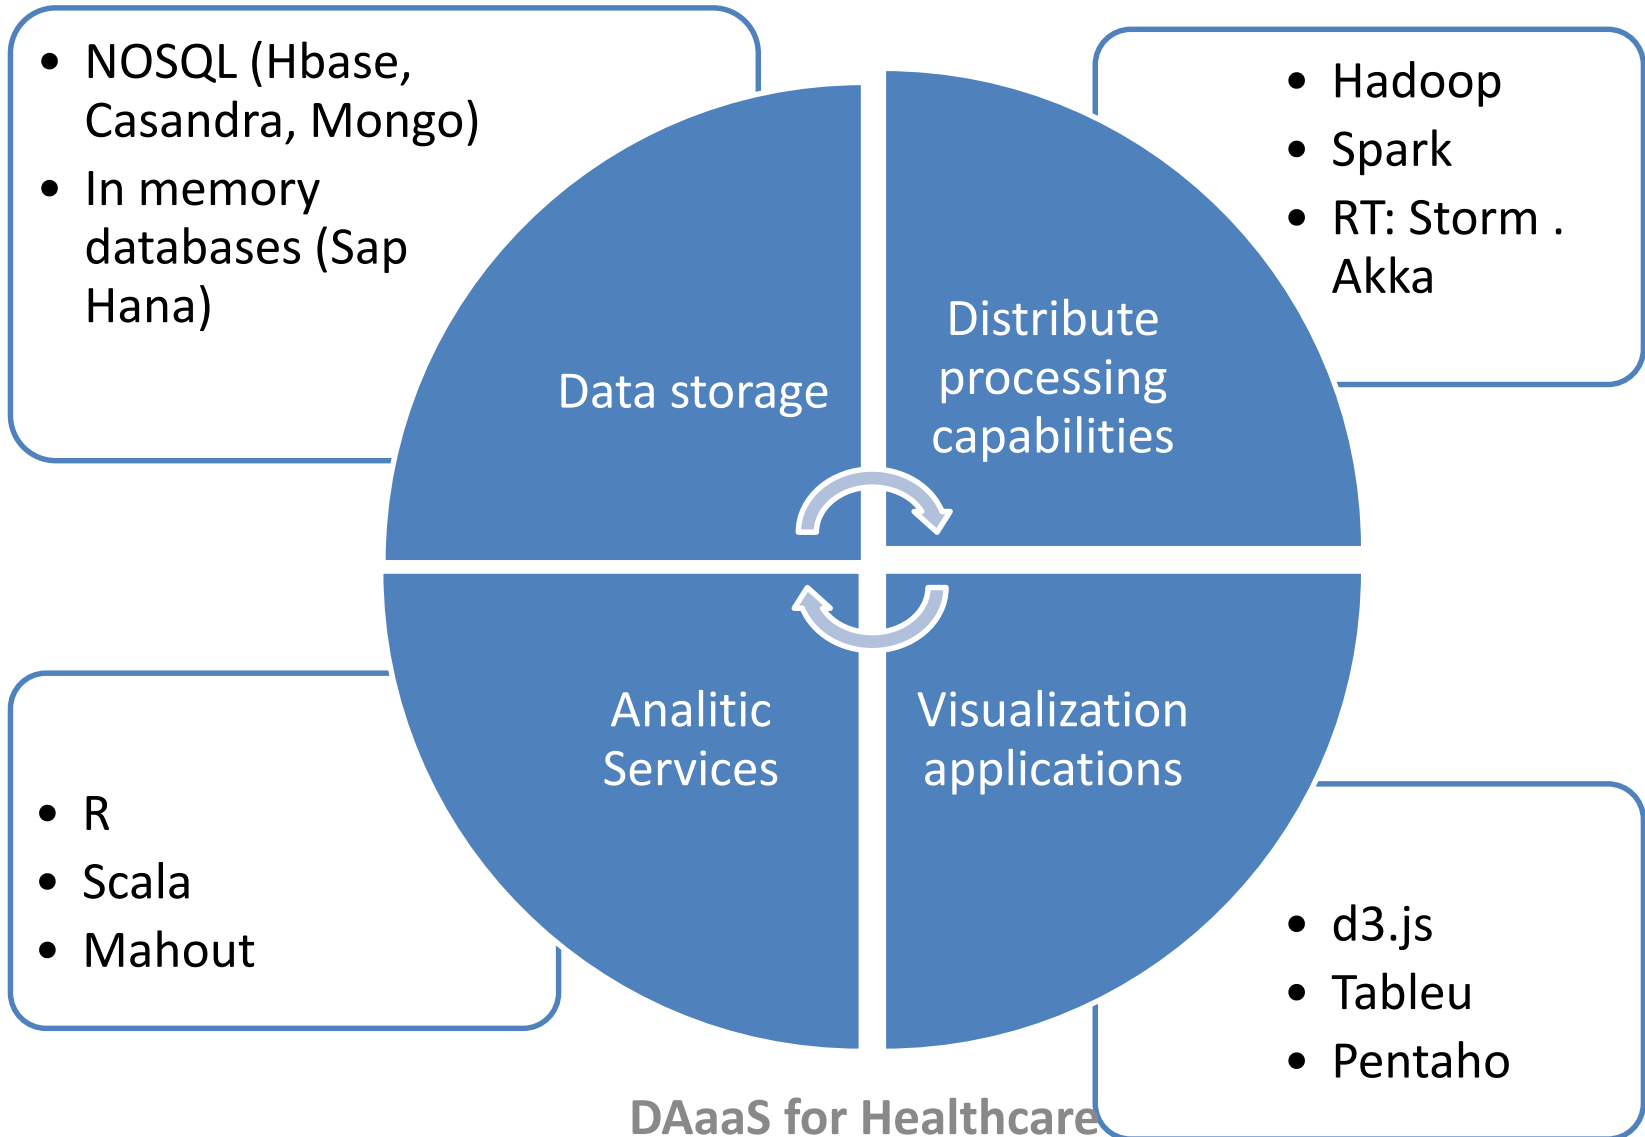 • NOSQL (Hbase,
Casandra, Mongo)
• In memory
databases (Sap
Hana)
• Hadoop
• Spark
• RT: Storm .
Akka
Data storage
Distribute
processing
capabilities
Analitic
Services
Visualization
applications
• R
• Scala
• Mahout
• d3.js
• Tableu
• Pentaho
DAaaS for Healthcare